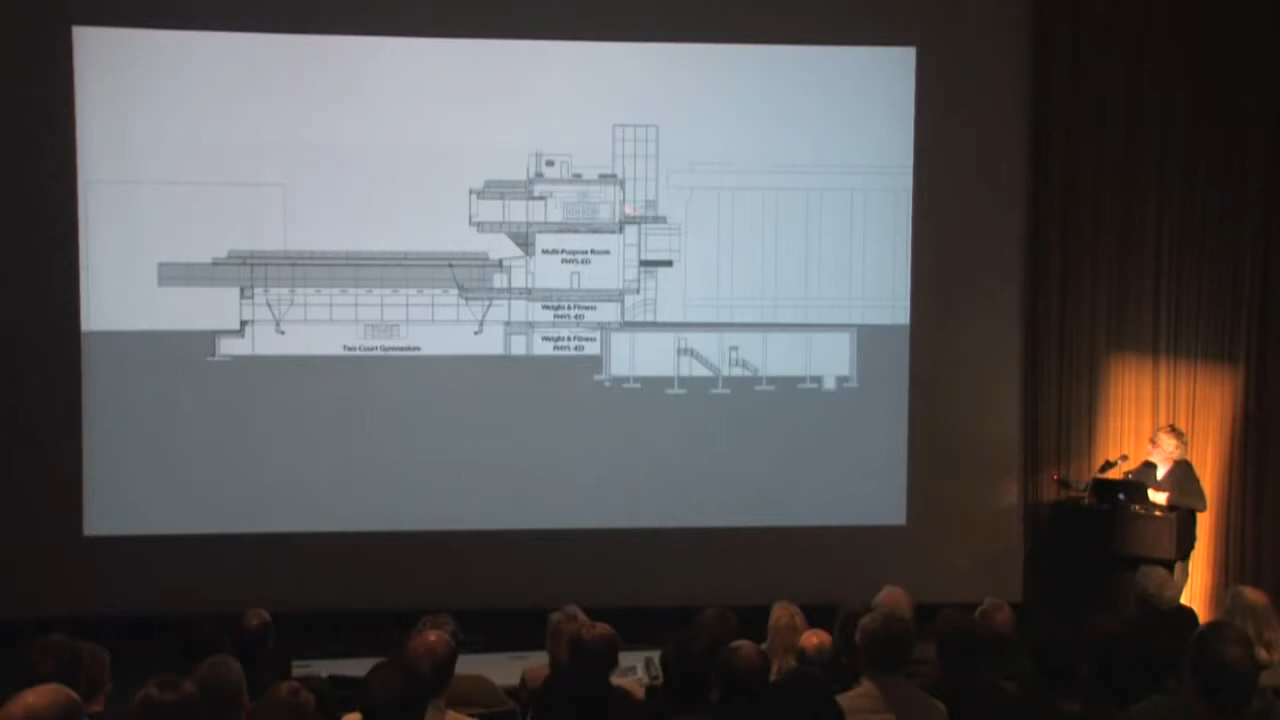 Multi-Purpose Room
PHYS-ED
Weight & Fitness
PHYS-ED
Weight & Fitness
PHYS-ED
Two Court Gymnasium